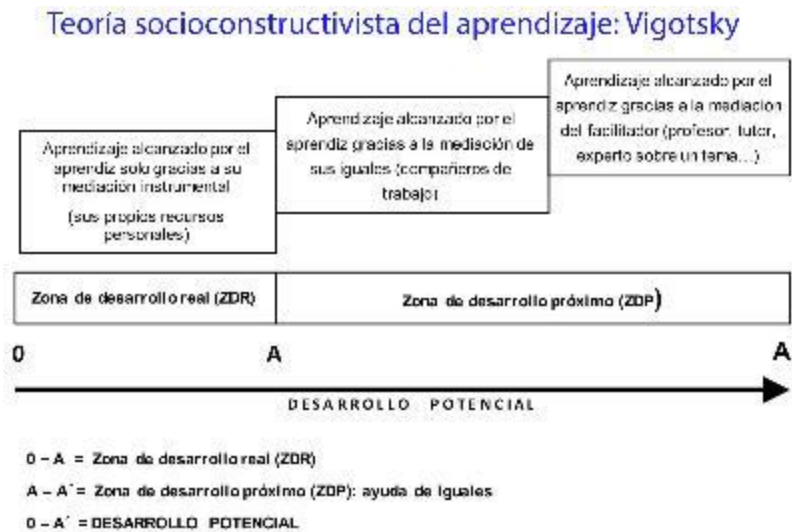 Teoría socioconstructivista del aprendizaje: Vigotsky
Aprendizaje alcanzado por el
aprendiz solo gracias a su
mediación instrumental
(sus propios recursos
personales)
Aprendizaje alcanzado por el
aprendiz gracias a la mediación de
sus iguales (compañeros de
trabajo)
Aprendizaje alcanzado por el
aprendiz gracias a la mediación
del facilitador (profesor, tutor,
experto sobre un tema…)
Zona de desarrollo real (ZDR)
Zona de desarrollo próximo (ZDP)
0 A A
DESARROLLO POTENCIAL
0 – A = Zona de desarrollo real (ZDR)
A – A´= Zona de desarrollo próximo (ZDP): ayuda de iguales
0 – A´ = DESARROLLO POTENCIAL